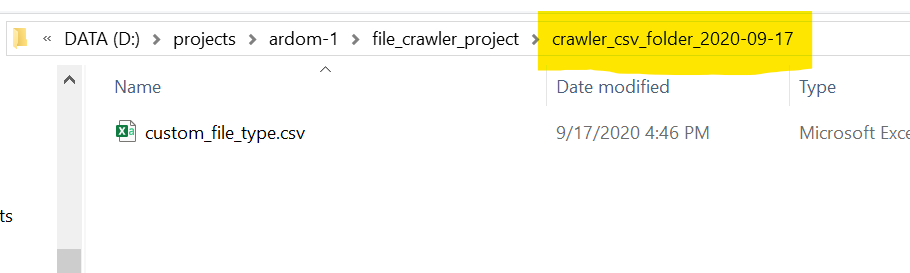 « DATA (D:) > projects > ardom-1 > file_crawler_project > crawler_csv_folder_2020-09-17
Name Date modified Type
custom_file_type.csv 9/17/2020 4:46 PM Microsoft Exce
ts